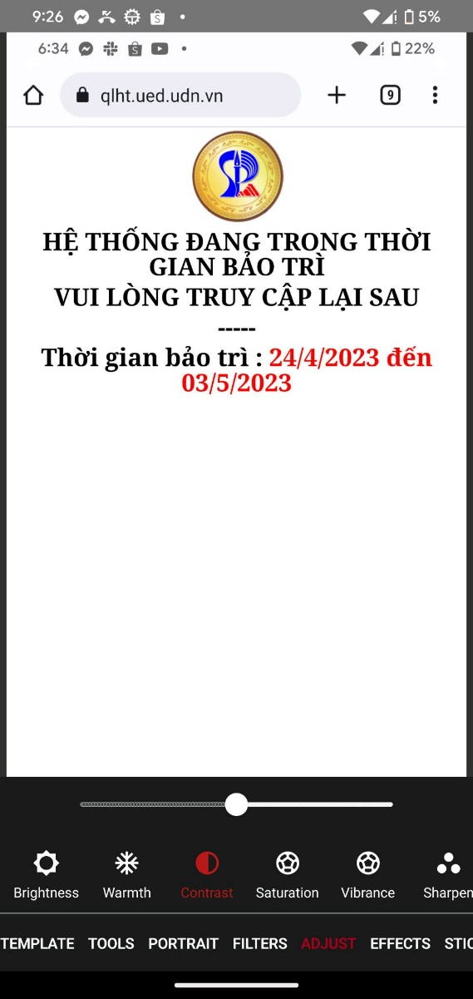 9:26
5%
6:34
22%
qlht.ued.udn.vn
9
HỆ THỐNG ĐANG TRONG THỜI
GIAN BẢO TRÌ
VUI LÒNG TRUY CẬP LẠI SAU
-----
Thời gian bảo trì : 24/4/2023 đến
03/5/2023
Brightness Warmth Contrast Saturation Vibrance Sharpen
TEMPLATE TOOLS PORTRAIT FILTERS ADJUST EFFECTS STIC